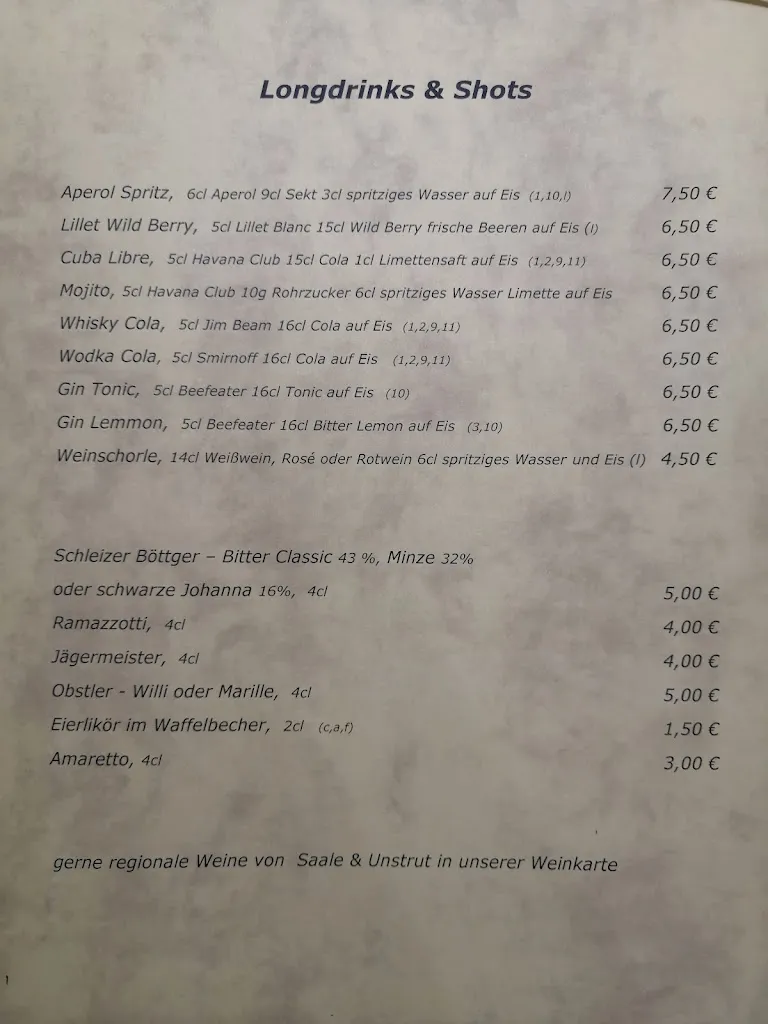 Longdrinks & Shots
Aperol Spritz, 6cl Aperol 9cl Sekt 3cl spritziges Wasser auf Eis (1,10,l) 7,50 €
Lillet Wild Berry, 5cl Lillet Blanc 15cl Wild Berry frische Beeren auf Eis (l) 6,50 €
Cuba Libre, 5cl Havana Club 15cl Cola 1cl Limettensaft auf Eis (1,2,9,11) 6,50 €
Mojito, 5cl Havana Club 10g Rohrzucker 6cl spritziges Wasser Limette auf Eis 6,50 €
Whisky Cola, 5cl Jim Beam 16cl Cola auf Eis (1,2,9,11) 6,50 €
Wodka Cola, 5cl Smirnoff 16cl Cola auf Eis (1,2,9,11) 6,50 €
Gin Tonic, 5cl Beefeater 16cl Tonic auf Eis (10) 6,50 €
Gin Lemmon, 5cl Beefeater 16cl Bitter Lemon auf Eis (3,10) 6,50 €
Weinschorle, 14cl Weißwein, Rosé oder Rotwein 6cl spritziges Wasser und Eis (l) 4,50 €
Schleizer Böttger – Bitter Classic 43 %, Minze 32%
oder schwarze Johanna 16%, 4cl 5,00 €
Ramazzotti, 4cl 4,00 €
Jägermeister, 4cl 4,00 €
Obstler - Willi oder Marille, 4cl 5,00 €
Eierlikör im Waffelbecher, 2cl (c,a,f) 1,50 €
Amaretto, 4cl 3,00 €
gerne regionale Weine von Saale & Unstrut in unserer Weinkarte
1